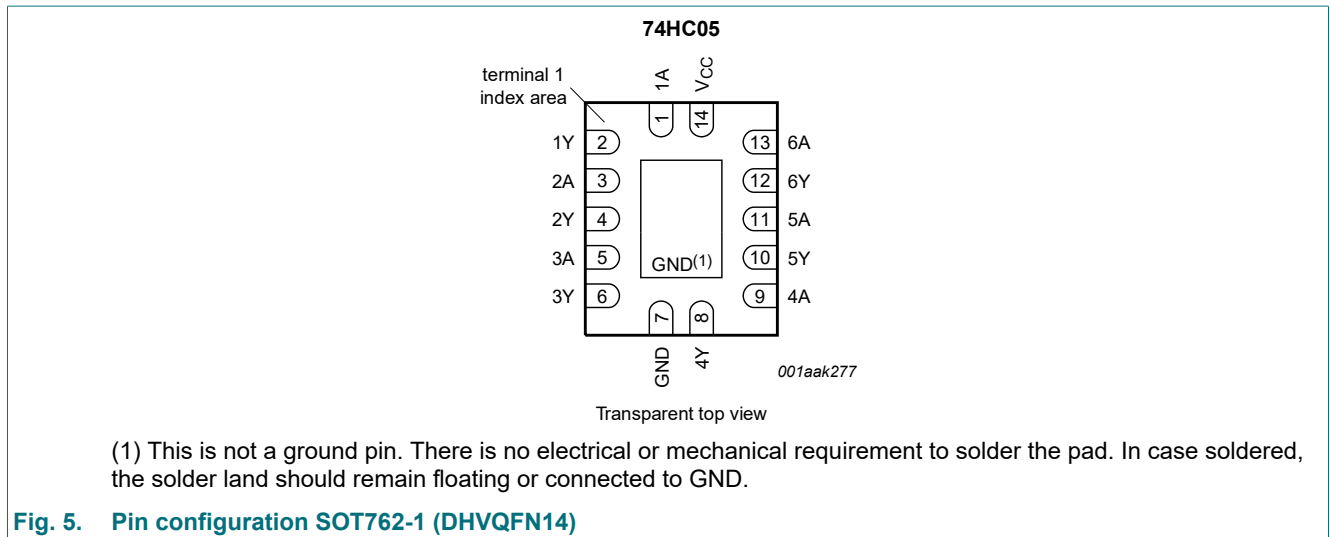 74HC05
terminal 1
index area
1A
VCC
1
14
1Y 2
13 6A
2A 3
12 6Y
2Y 4
11 5A
3A 5
10 5Y
GND(1)
3Y 6
9 4A
7
8
GND
4Y
001aak277
Transparent top view
(1) This is not a ground pin. There is no electrical or mechanical requirement to solder the pad. In case soldered,
the solder land should remain floating or connected to GND.
Fig. 5. Pin configuration SOT762-1 (DHVQFN14)